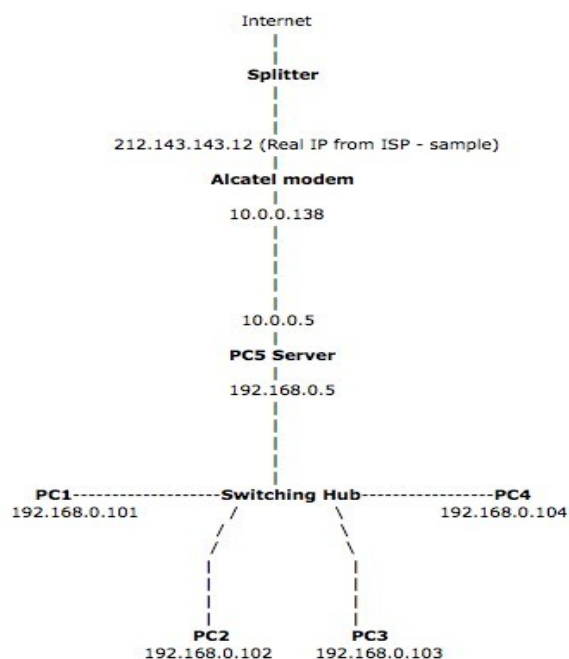 Internet
Splitter
212.143.143.12 (Real IP from ISP - sample)
Alcatel modem
10.0.0.138
10.0.0.5
PC5 Server
192.168.0.5
PC1----------------------Switching Hub-----------------PC4
192.168.0.101 192.168.0.104
PC2 PC3
192.168.0.102 192.168.0.103